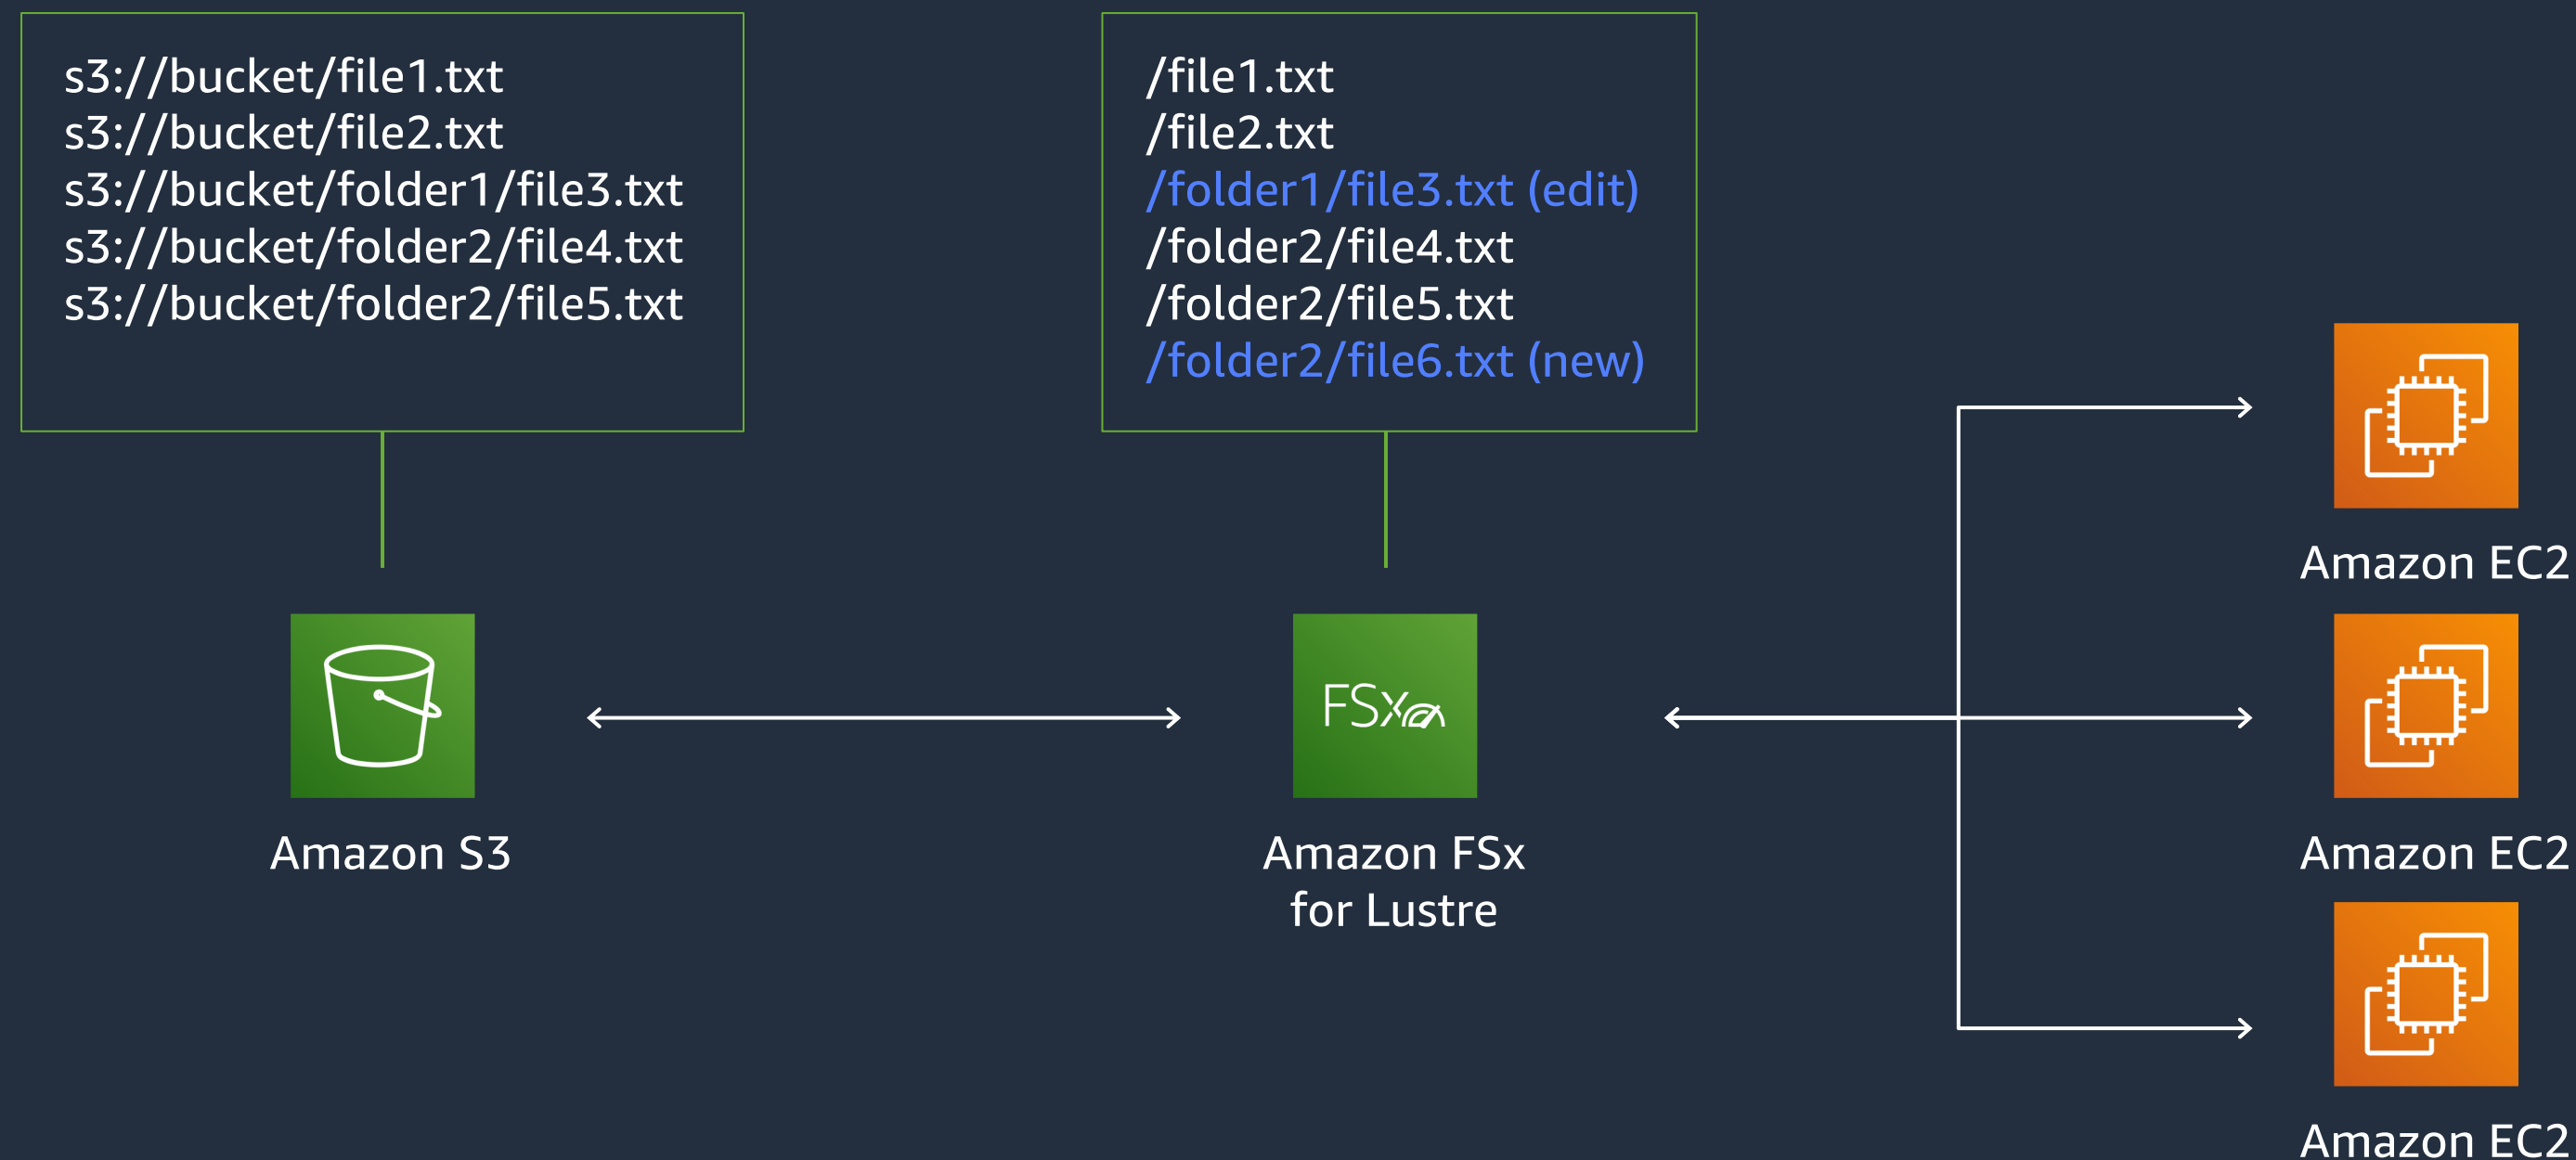 s3://bucket/file1.txt
s3://bucket/file2.txt
s3://bucket/folder1/file3.txt
s3://bucket/folder2/file4.txt
s3://bucket/folder2/file5.txt
/file1.txt
/file2.txt
/folder1/file3.txt (edit)
/folder2/file4.txt
/folder2/file5.txt
/folder2/file6.txt (new)
Amazon S3
FSx
Amazon FSx
for Lustre
Amazon EC2
Amazon EC2
Amazon EC2